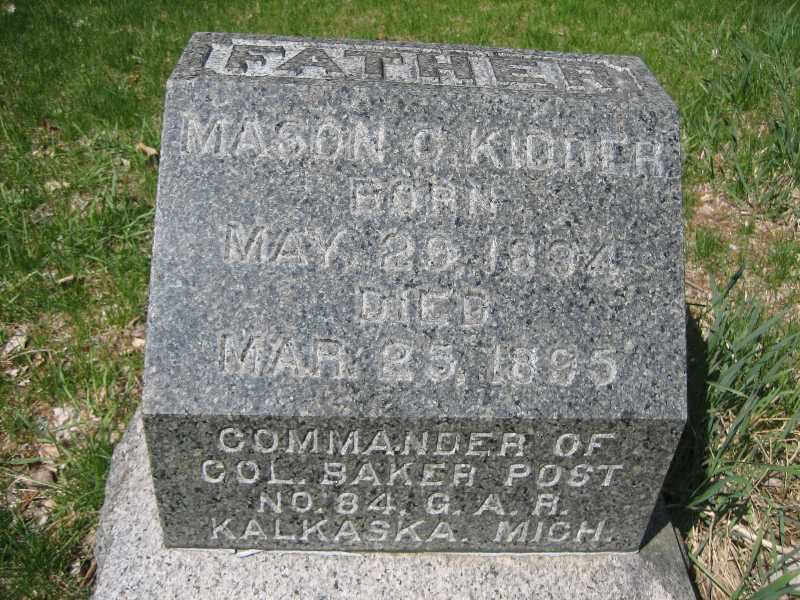 FATHER
MASON C. KIDDER
BORN
MAY. 29, 1834
DIED
MAR. 25, 1895
COMMANDER OF
COL. BAKER POST
NO. 84, G. A. R.
KALKASKA. MICH.